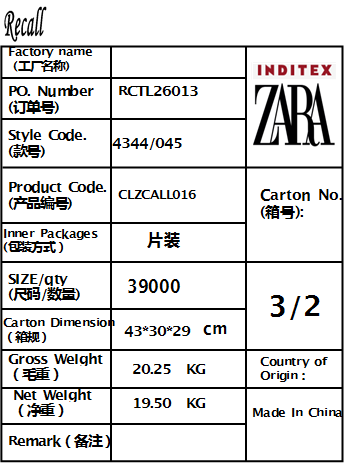 Recall
Factory name
(工厂名称)
INDITEX
ZARA
PO. Number
(订单号)
RCTL26013
Style Code.
(款号)
4344/045
Product Code.
(产品编号)
CLZCALL016
Carton No.
(箱号):
Inner Packages
(包装方式)
片装
SIZE/qty
(尺码/数量)
39000
3/2
Carton Dimension
(箱规)
43*30*29 cm
Gross Weight
(毛重)
20.25 KG
Country of
Origin:
Net Weight
(净重)
19.50 KG
Made In China
Remark(备注)